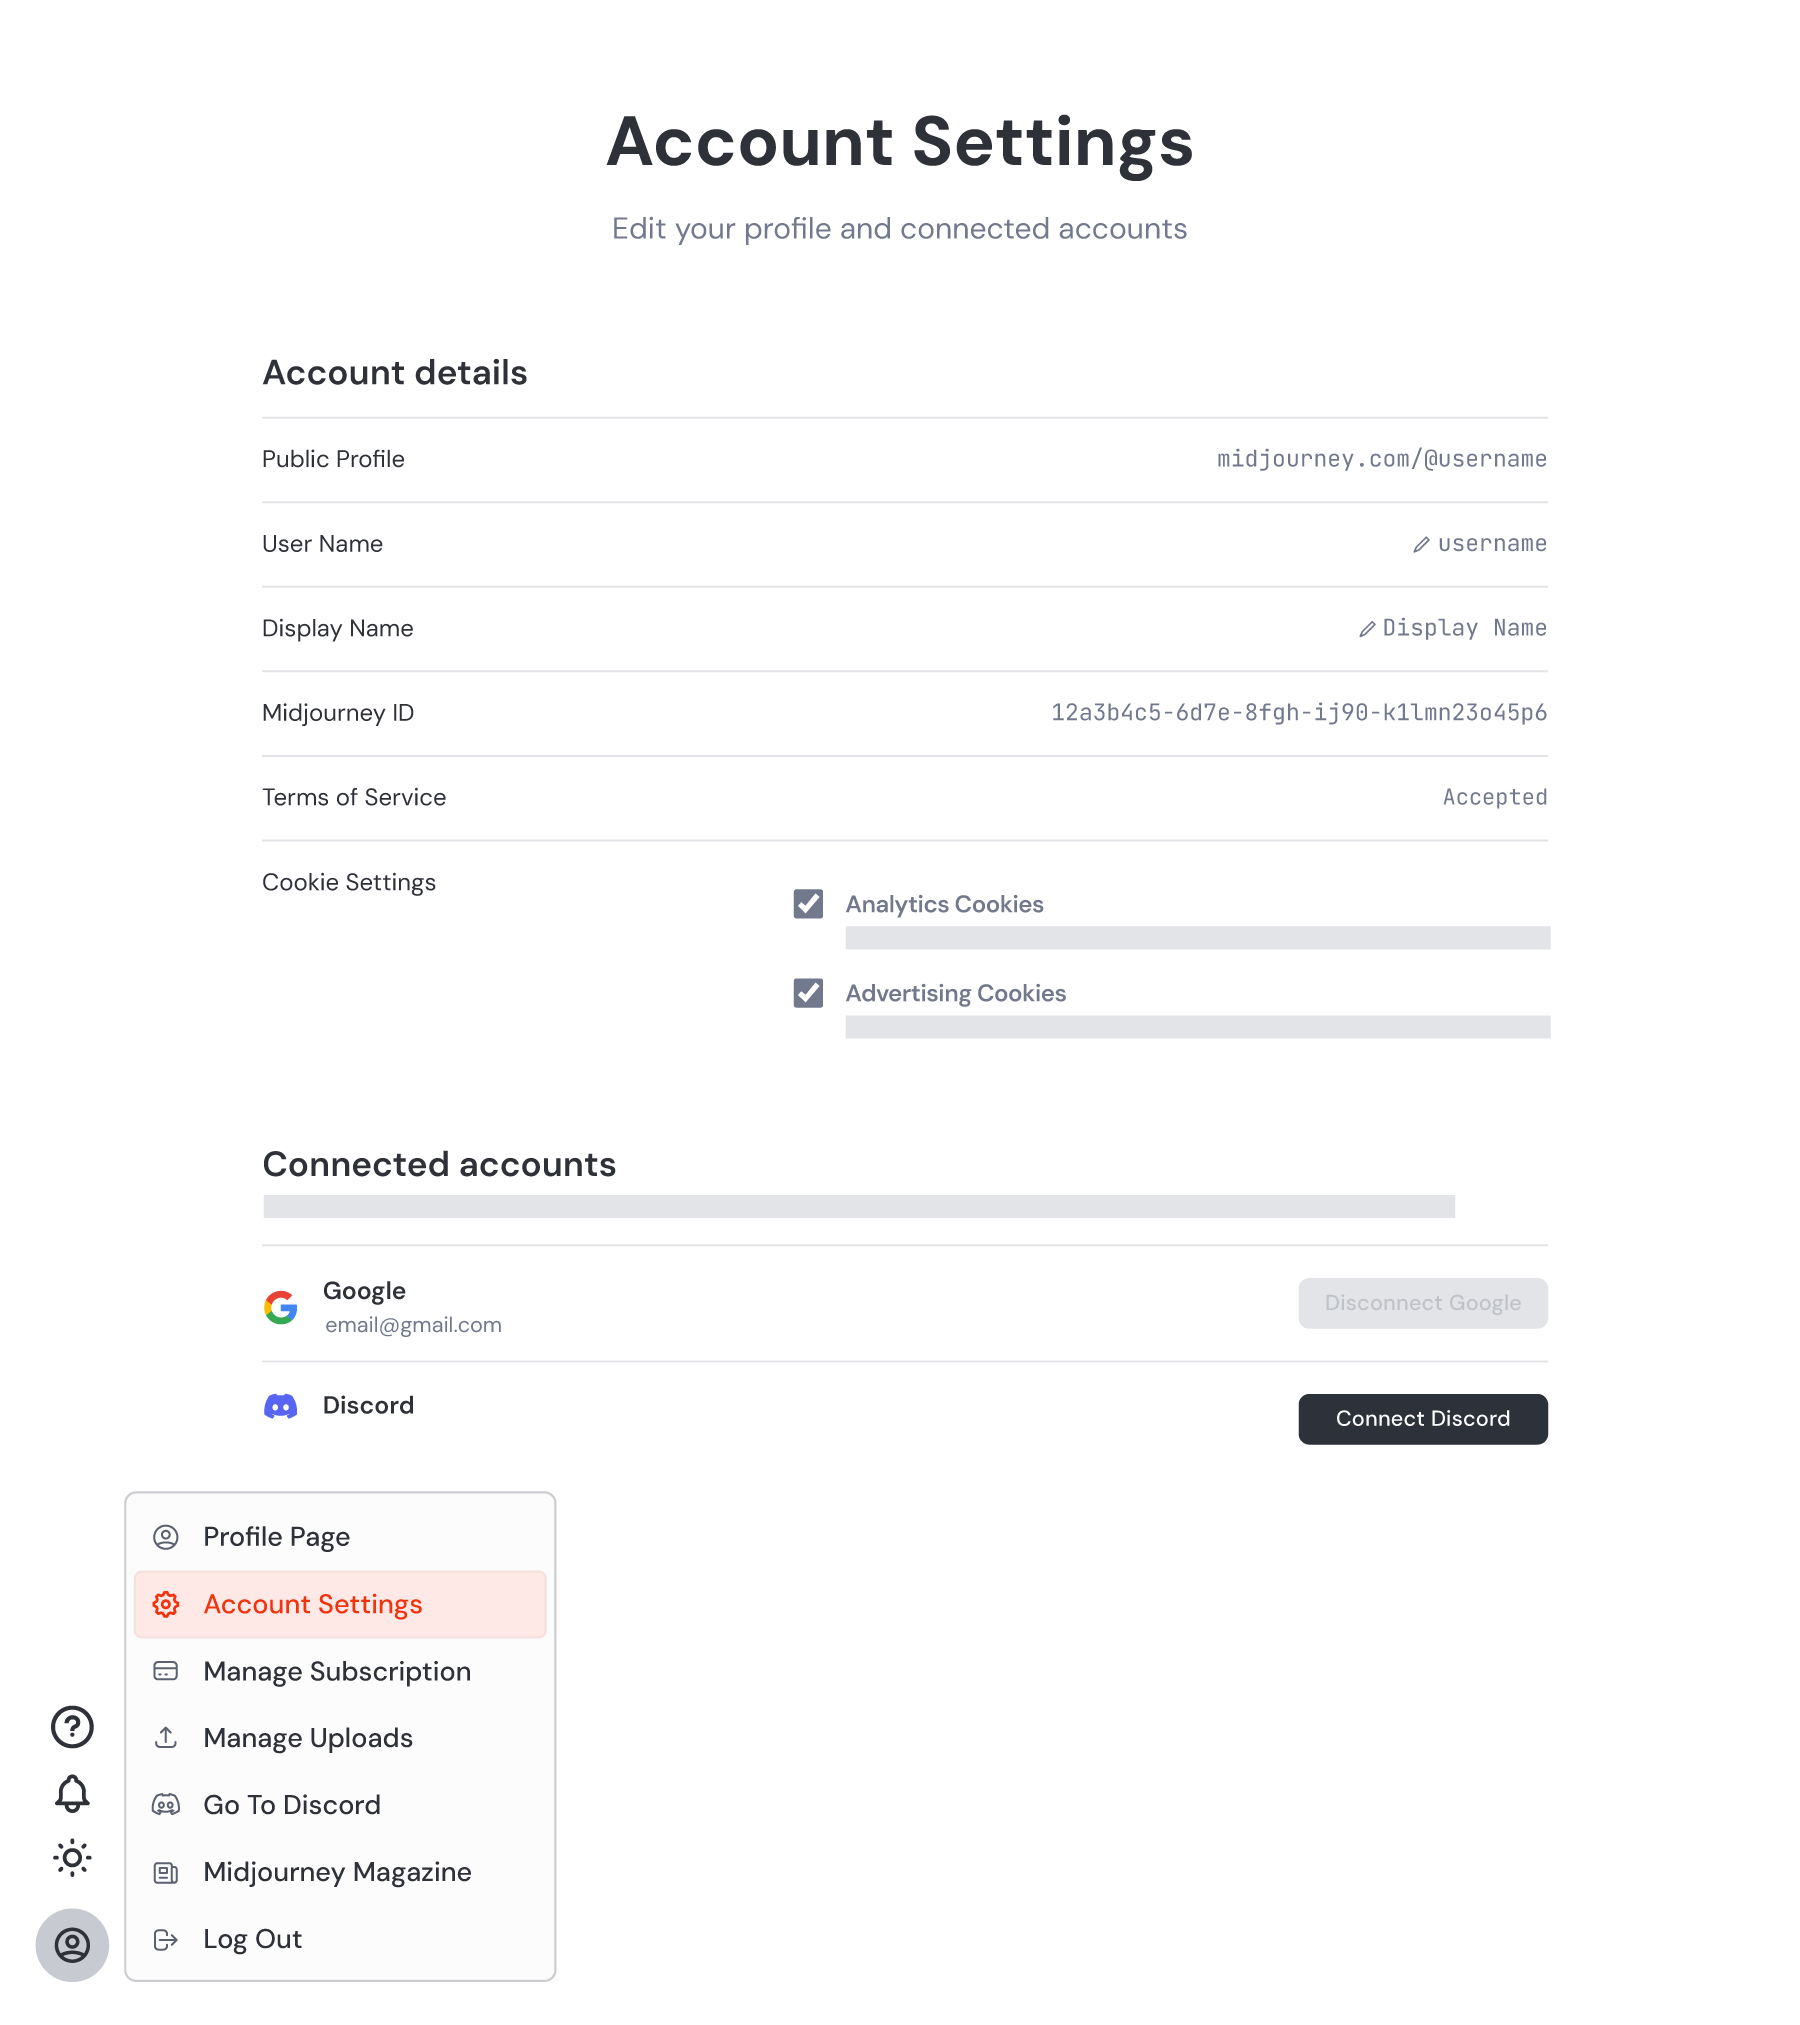 Account Settings
Edit your profile and connected accounts
Account details
Public Profile midjourney.com/@username
User Name username
Display Name Display Name
Midjourney ID 12a3b4c5-6d7e-8fgh-ij90-k1lmn23o45p6
Terms of Service Accepted
Cookie Settings
Analytics Cookies
Advertising Cookies
Connected accounts
Google
email@gmail.com
Disconnect Google
Discord
Connect Discord
Profile Page
Account Settings
Manage Subscription
Manage Uploads
Go To Discord
Midjourney Magazine
Log Out